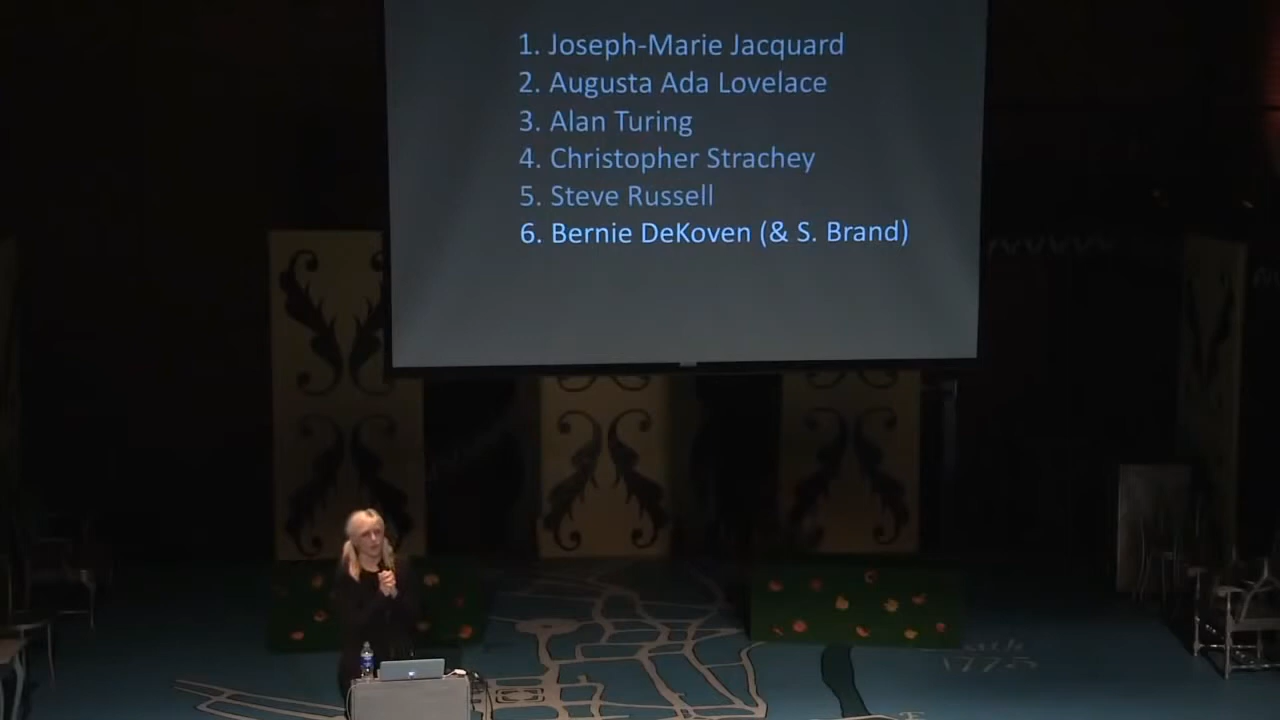 1. Joseph-Marie Jacquard
2. Augusta Ada Lovelace
3. Alan Turing
4. Christopher Strachey
5. Steve Russell
6. Bernie DeKoven (& S. Brand)
1775